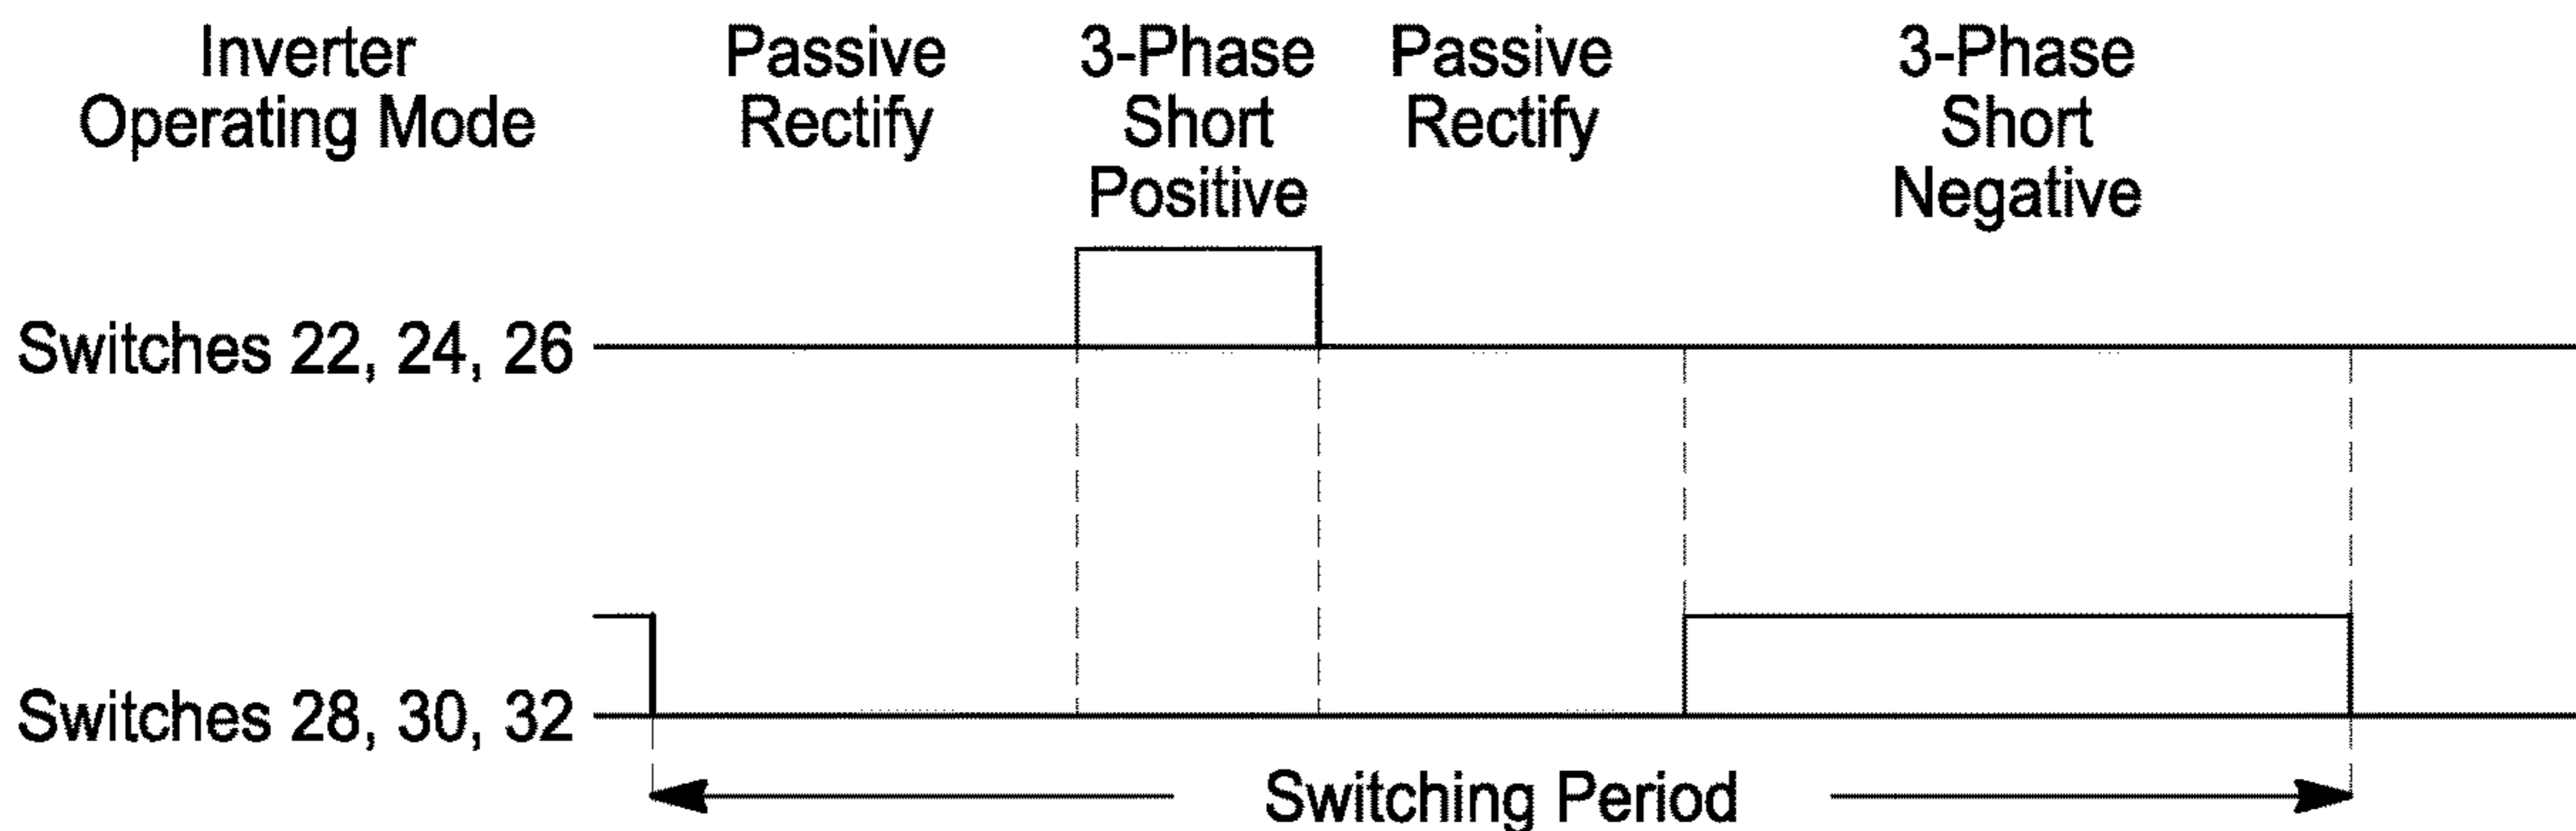 Inverter
Operating Mode
Passive
Rectify
3-Phase
Short
Positive
Passive
Rectify
3-Phase
Short
Negative
Switches 22, 24, 26
Switches 28, 30, 32
Switching Period